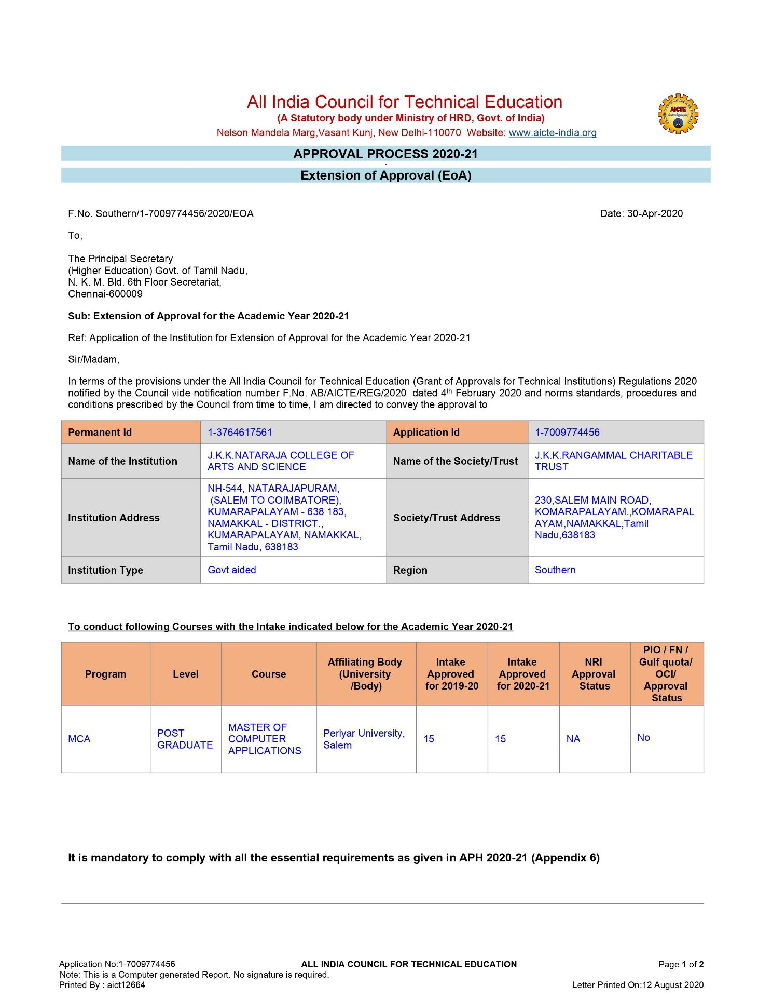 All India Council for Technical Education
(A Statutory body under Ministry of HRD, Govt. of India)
Nelson Mandela Marg,Vasant Kunj, New Delhi-110070  Website: www.aicte-india.org
AICTE
APPROVAL PROCESS 2020-21
-
Extension of Approval (EoA)
F.No. Southern/1-7009774456/2020/EOA
Date: 30-Apr-2020
To,
The Principal Secretary
(Higher Education) Govt. of Tamil Nadu,
N. K. M. Bld. 6th Floor Secretariat,
Chennai-600009
Sub: Extension of Approval for the Academic Year 2020-21
Ref: Application of the Institution for Extension of Approval for the Academic Year 2020-21
Sir/Madam,
In terms of the provisions under the All India Council for Technical Education (Grant of Approvals for Technical Institutions) Regulations 2020
notified by the Council vide notification number F.No. AB/AICTE/REG/2020  dated 4th February 2020 and norms standards, procedures and
conditions prescribed by the Council from time to time, I am directed to convey the approval to
Permanent Id
1-3764617561
Application Id
1-7009774456
Name of the Institution
J.K.K.NATARAJA COLLEGE OF
ARTS AND SCIENCE
Name of the Society/Trust
J.K.K.RANGAMMAL CHARITABLE
TRUST
Institution Address
NH-544, NATARAJAPURAM,
(SALEM TO COIMBATORE),
KUMARAPALAYAM - 638 183,
NAMAKKAL - DISTRICT.,
KUMARAPALAYAM, NAMAKKAL,
Tamil Nadu, 638183
Society/Trust Address
230,SALEM MAIN ROAD,
KOMARAPALAYAM.,KOMARAPAL
AYAM,NAMAKKAL,Tamil
Nadu,638183
Institution Type
Govt aided
Region
Southern
To conduct following Courses with the Intake indicated below for the Academic Year 2020-21
Program
Level
Course
Affiliating Body
(University
/Body)
Intake
Approved
for 2019-20
Intake
Approved
for 2020-21
NRI
Approval
Status
PIO / FN /
Gulf quota/
OCI/
Approval
Status
MCA
POST
GRADUATE
MASTER OF
COMPUTER
APPLICATIONS
Periyar University,
Salem
15
15
NA
No
It is mandatory to comply with all the essential requirements as given in APH 2020-21 (Appendix 6)
Application No:1-7009774456
ALL INDIA COUNCIL FOR TECHNICAL EDUCATION
Page 1 of 2
Note: This is a Computer generated Report. No signature is required.
Printed By : aict12664
Letter Printed On:12 August 2020